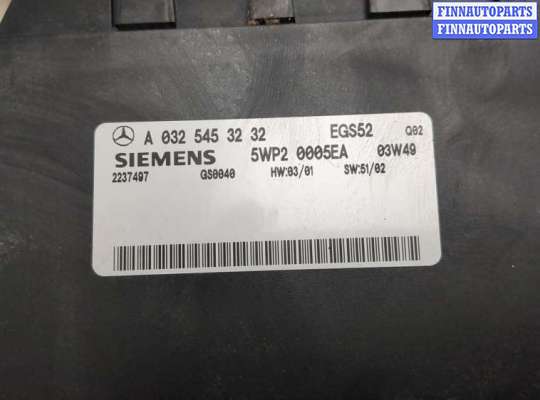 FINNAUTOPARTS
FINNAUTOPARTS
A 032 545 32 32 EGS52 Q02
SIEMENS 5WP2 0005EA 03W49
2237497 GS0040 HW:03/01 SW:51/02